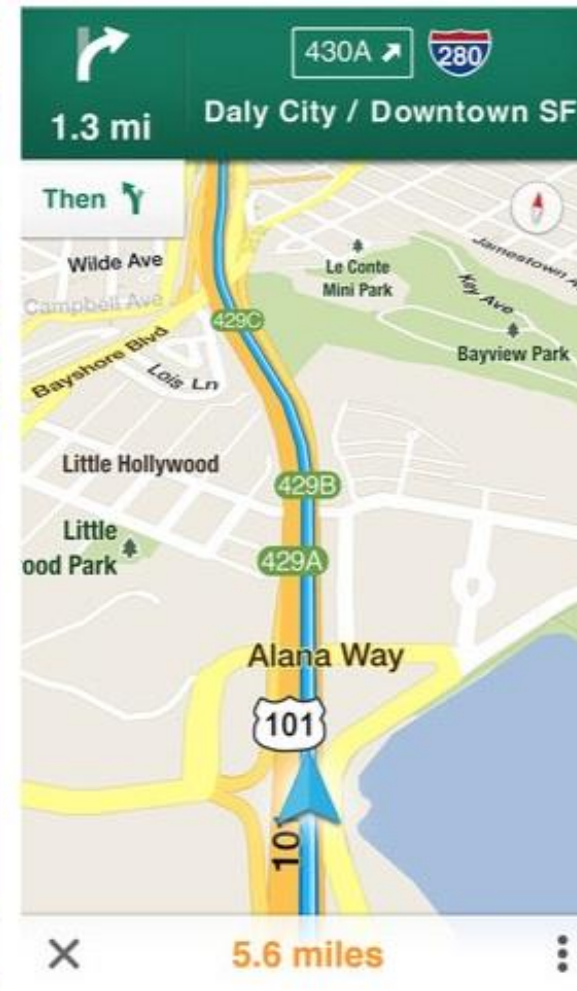 430A 280
1.3 mi
Daly City / Downtown SF
Then
Wilde Ave
Le Conte
Mini Park
Jamestown A
Campbell Ave
Key Ave
429C
Bayshore Blvd
Bayview Park
Lois Ln
Little Hollywood
429B
Little
ood Park
429A
Alana Way
101
101
5.6 miles